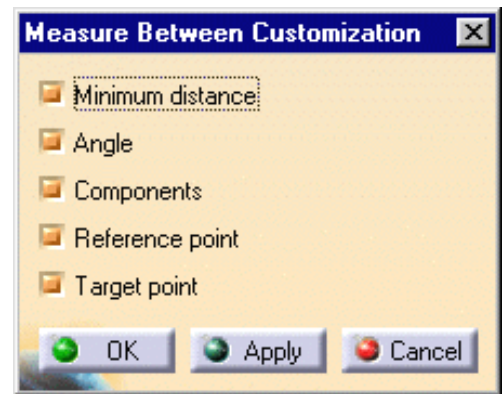 Measure Between Customization
Minimum distance
Angle
Components
Reference point
Target point
OK Apply Cancel